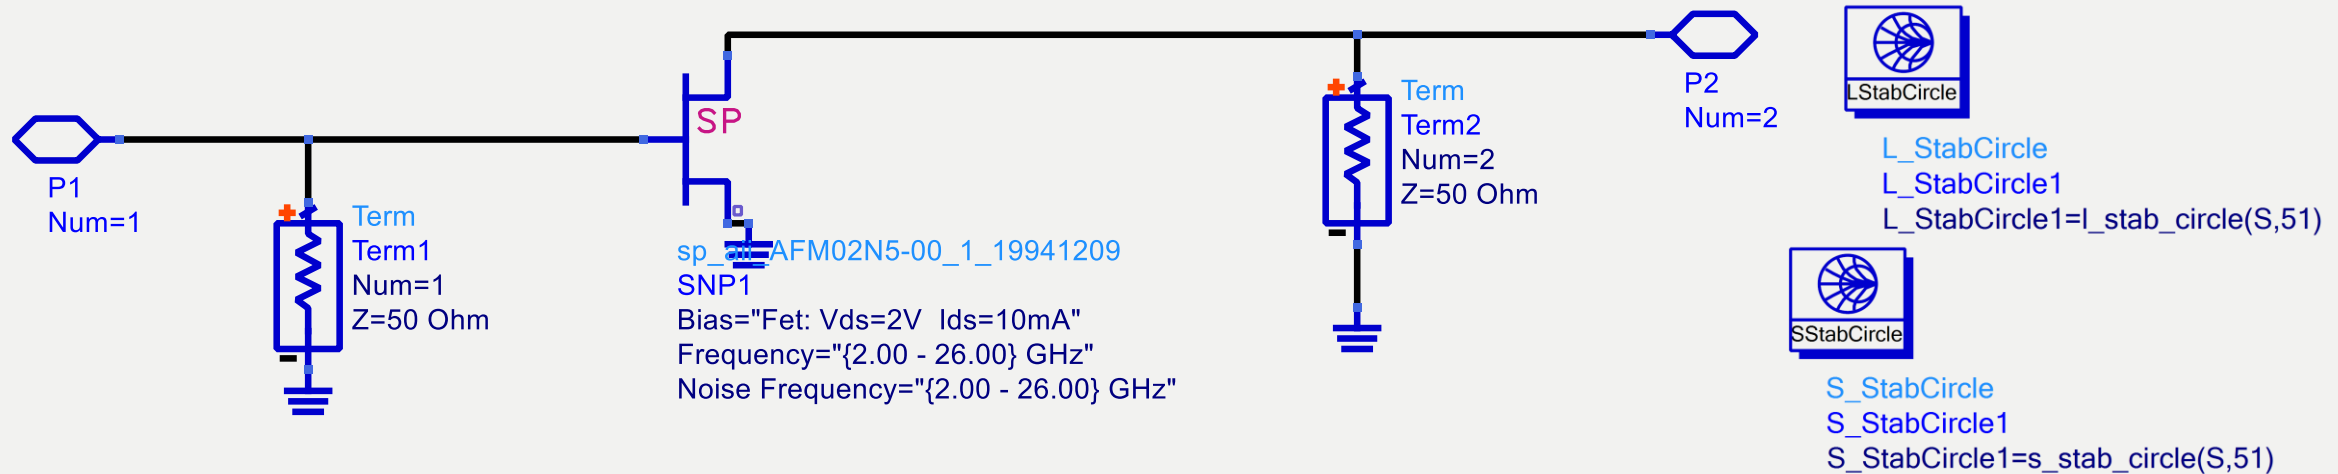 P1
Num=1
Term
Term1
Num=1
Z=50 Ohm
SP
sp_aii_AFM02N5-00_1_19941209
SNP1
Bias="Fet: Vds=2V  Ids=10mA"
Frequency="{2.00 - 26.00} GHz"
Noise Frequency="{2.00 - 26.00} GHz"
Term
Term2
Num=2
Z=50 Ohm
P2
Num=2
LStabCircle
L_StabCircle
L_StabCircle1
L_StabCircle1=l_stab_circle(S,51)
SStabCircle
S_StabCircle
S_StabCircle1
S_StabCircle1=s_stab_circle(S,51)